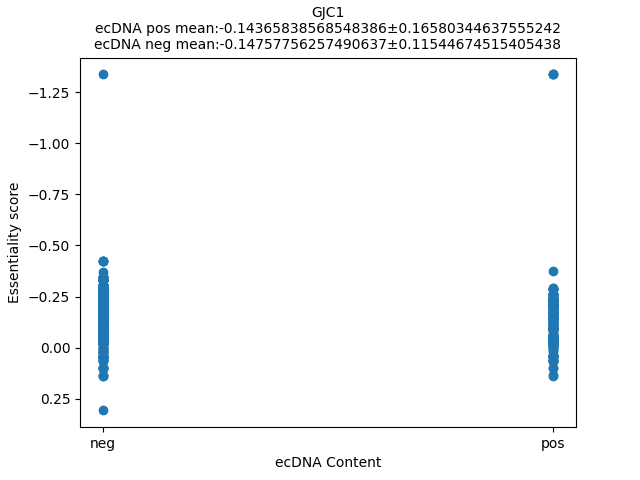 GJC1
ecDNA pos mean:-0.14365838568548386±0.16580344637555242
ecDNA neg mean:-0.14757756257490637±0.11544674515405438
−1.25
−1.00
−0.75
−0.50
−0.25
0.00
0.25
Essentiality score
neg
pos
ecDNA Content